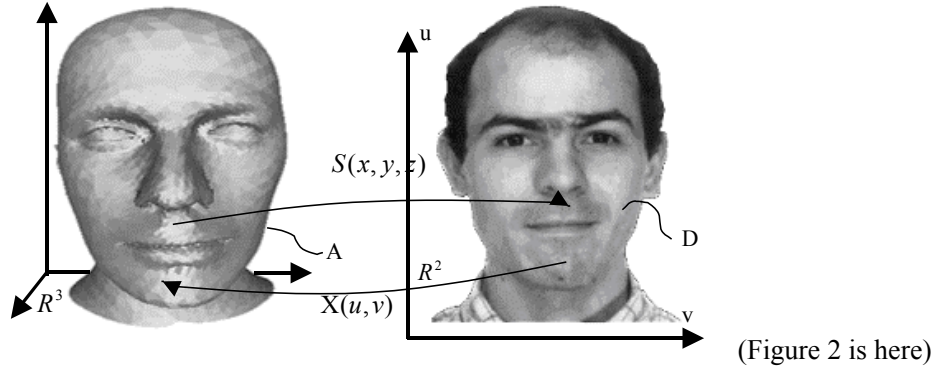 u
S(x, y, z)
A
D
R³
R²
X(u, v)
v
(Figure 2 is here)